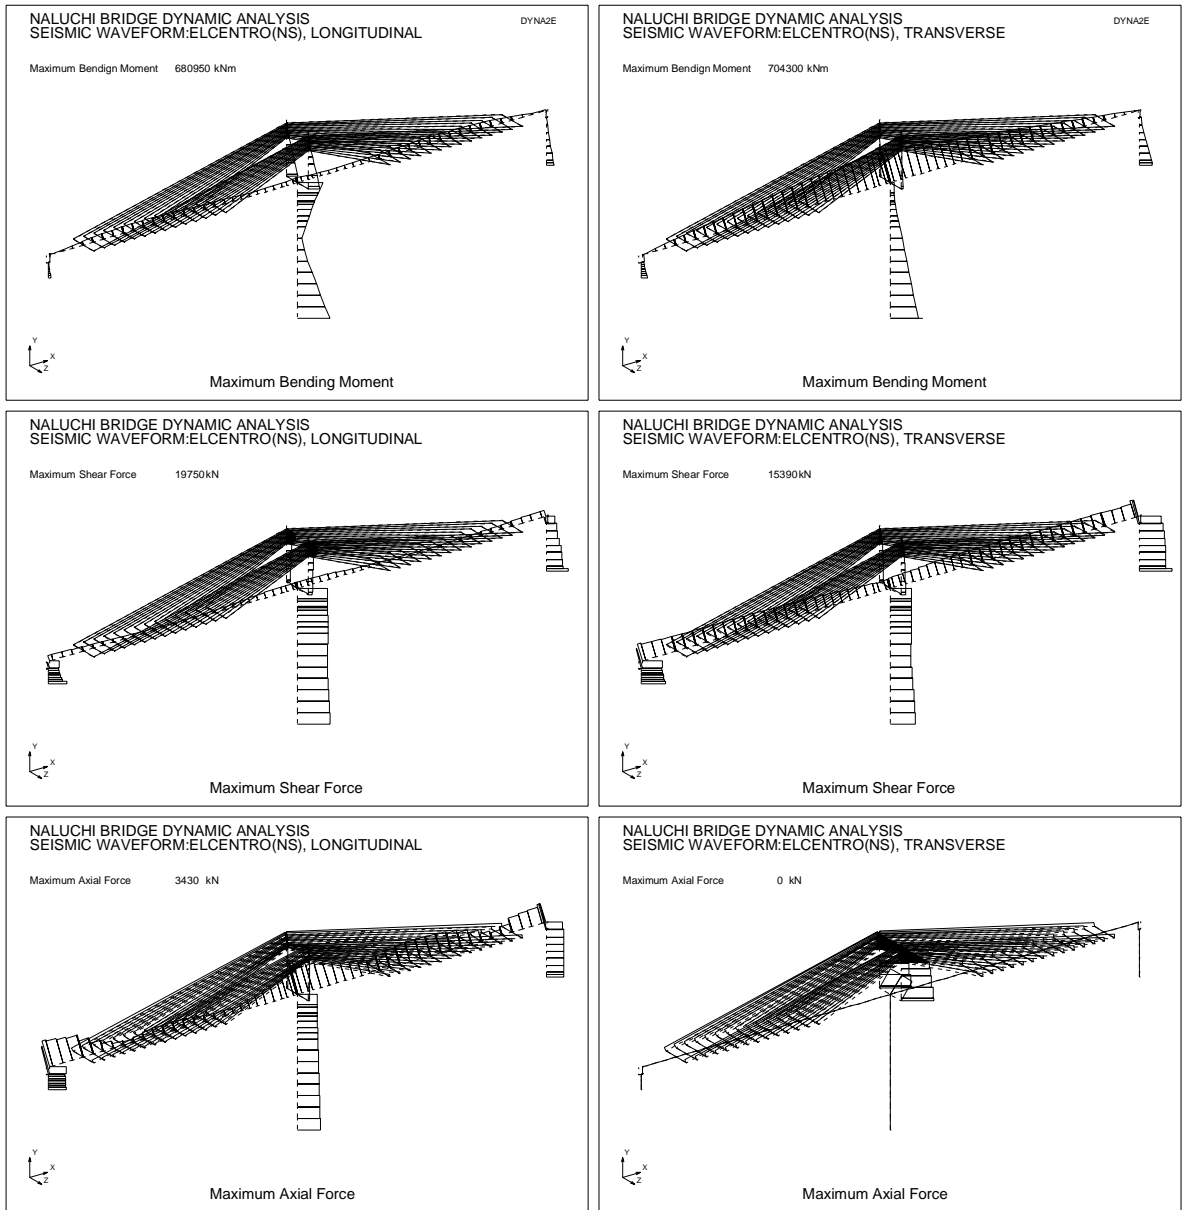 NALUCHI BRIDGE DYNAMIC ANALYSIS
DYNA2E
SEISMIC WAVEFORM:ELCENTRO(NS), LONGITUDINAL
Maximum Bendign Moment 680950 kNm
Y
X
Z
Maximum Bending Moment
NALUCHI BRIDGE DYNAMIC ANALYSIS
DYNA2E
SEISMIC WAVEFORM:ELCENTRO(NS), TRANSVERSE
Maximum Bendign Moment 704300 kNm
Y
X
Z
Maximum Bending Moment
NALUCHI BRIDGE DYNAMIC ANALYSIS
SEISMIC WAVEFORM:ELCENTRO(NS), LONGITUDINAL
Maximum Shear Force 19750kN
Y
X
Z
Maximum Shear Force
NALUCHI BRIDGE DYNAMIC ANALYSIS
SEISMIC WAVEFORM:ELCENTRO(NS), TRANSVERSE
Maximum Shear Force 15390kN
Y
X
Z
Maximum Shear Force
NALUCHI BRIDGE DYNAMIC ANALYSIS
SEISMIC WAVEFORM:ELCENTRO(NS), LONGITUDINAL
Maximum Axial Force 3430 kN
Y
X
Z
Maximum Axial Force
NALUCHI BRIDGE DYNAMIC ANALYSIS
SEISMIC WAVEFORM:ELCENTRO(NS), TRANSVERSE
Maximum Axial Force 0 kN
Y
X
Z
Maximum Axial Force